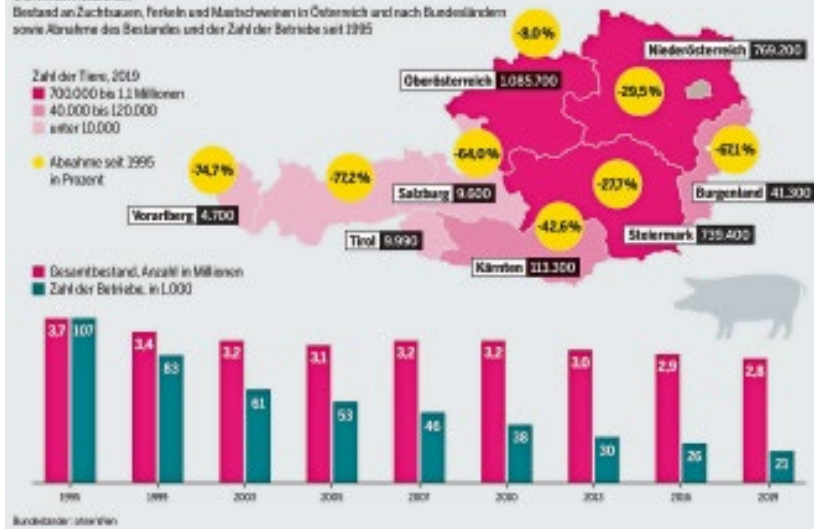 Bestand an Zuchtsauen, Ferkeln und Mastschweinen in Österreich und nach Bundesländern
sowie Abnahme des Bestandes und der Zahl der Betriebe seit 1995
Zahl der Tiere, 2019
700.000 bis 1,1 Millionen
40.000 bis 120.000
unter 10.000
Abnahme seit 1995
in Prozent
-8,0%
Niederösterreich 769.200
Oberösterreich 1.085.700
-29,5%
-74,7%
-77,2%
-64,0%
-67,1%
Salzburg 9.600
-27,7%
Burgenland 41.300
Vorarlberg 4.700
Tirol 9.990
-42,6%
Steiermark 739.400
Kärnten 113.300
Gesamtbestand, Anzahl in Millionen
Zahl der Betriebe, in 1.000
3,7 107 3,4 83 3,2 61 3,1 53 3,2 46 3,2 38 3,0 30 2,9 26 2,8 21
1995 1999 2003 2005 2007 2010 2013 2016 2019
Bundesländer: ohne Wien